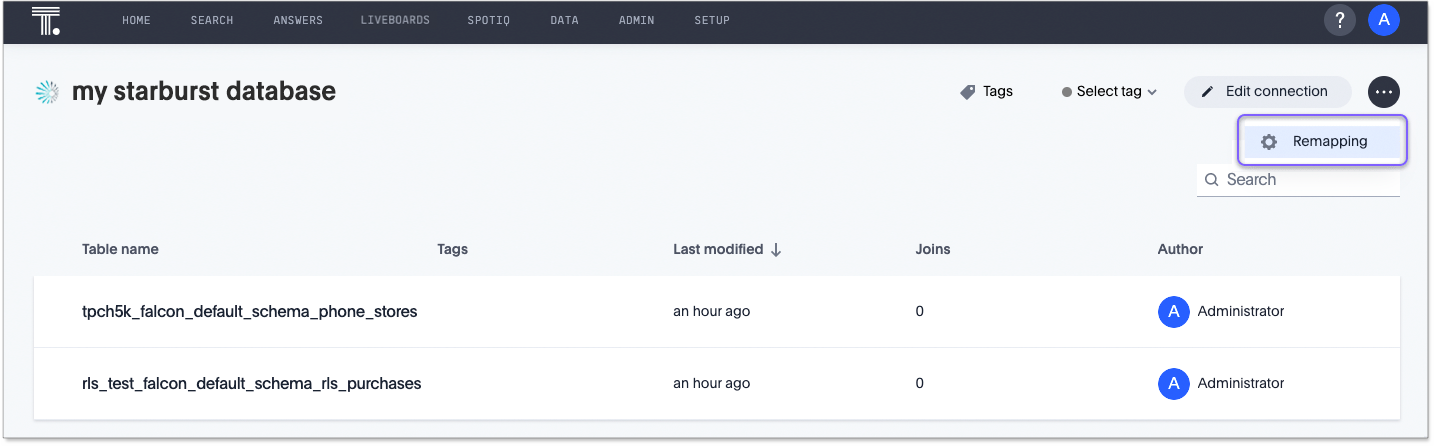 T. HOME SEARCH ANSWERS LIVEBOARDS SPOTIQ DATA ADMIN SETUP ? A
my starburst database Tags Select tag Edit connection ...
Remapping
Search
Table name Tags Last modified ↓ Joins Author
tpch5k_falcon_default_schema_phone_stores an hour ago 0 A Administrator
rls_test_falcon_default_schema_rls_purchases an hour ago 0 A Administrator